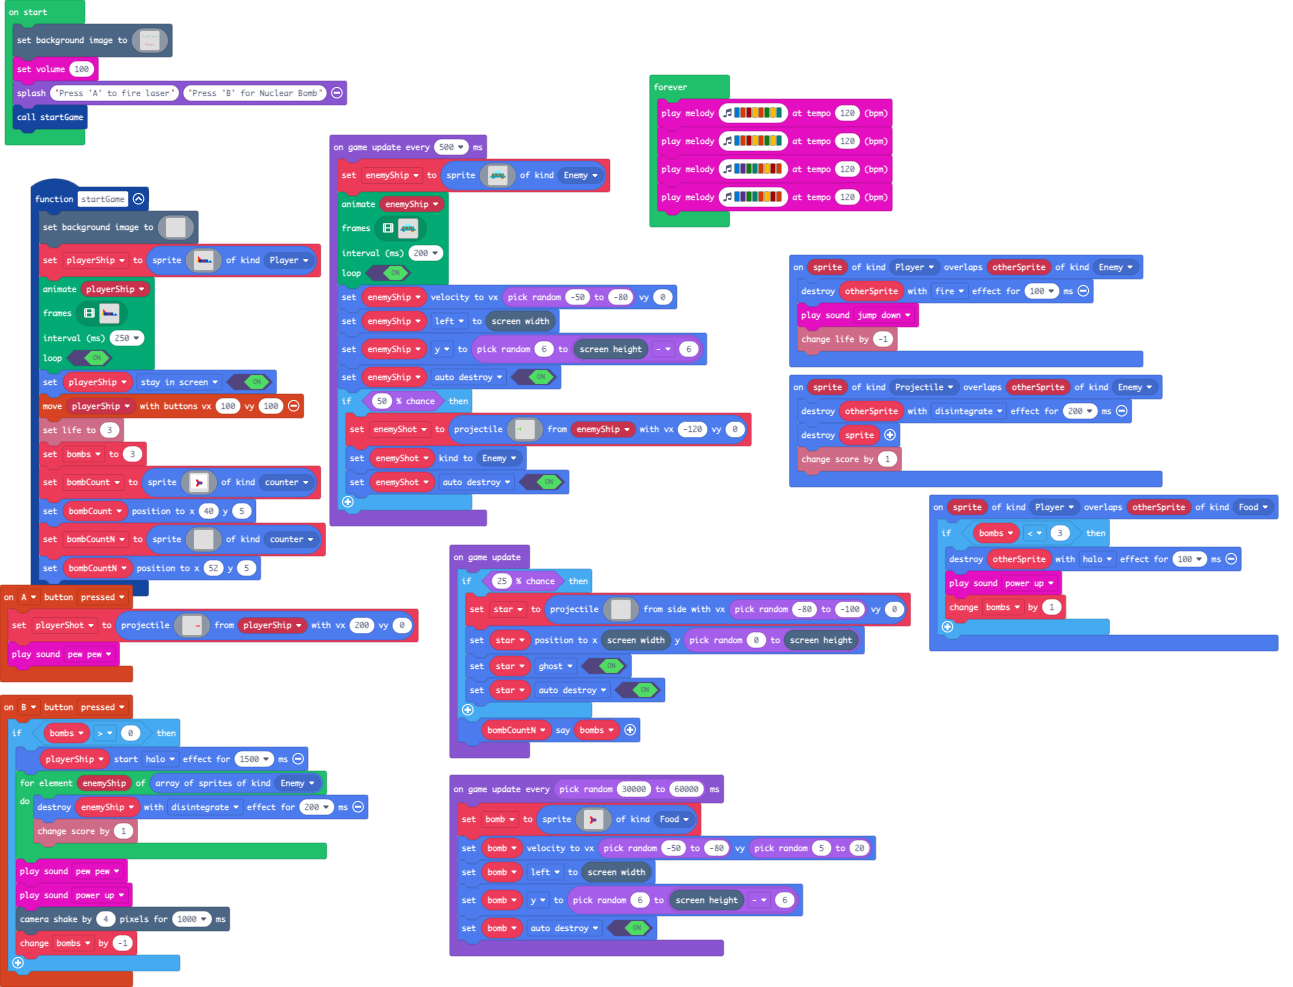 on start
set background image to
set volume 100
splash "Press 'A' to fire laser" "Press 'B' for Nuclear Bomb"
call startGame
function startGame
set background image to
set playerShip to sprite of kind Player
animate playerShip
frames
interval (ms) 250
loop ON
set playerShip stay in screen ON
move playerShip with buttons vx 100 vy 100
set life to 3
set bombs to 3
set bombCount to sprite of kind counter
set bombCount position to x 40 y 5
set bombCountN to sprite of kind counter
set bombCountN position to x 52 y 5
on A button pressed
set playerShot to projectile from playerShip with vx 200 vy 0
play sound pew pew
on B button pressed
if bombs > 0 then
playerShip start halo effect for 1500 ms
for element enemyShip of array of sprites of kind Enemy
do destroy enemyShip with disintegrate effect for 200 ms
change score by 1
play sound pew pew
play sound power up
camera shake by 4 pixels for 1000 ms
change bombs by -1
on game update every 500 ms
set enemyShip to sprite of kind Enemy
animate enemyShip
frames
interval (ms) 200
loop ON
set enemyShip velocity to vx pick random -50 to -80 vy 0
set enemyShip left to screen width
set enemyShip y to pick random 6 to screen height - 6
set enemyShip auto destroy ON
if 50 % chance then
set enemyShot to projectile from enemyShip with vx -120 vy 0
set enemyShot kind to Enemy
set enemyShot auto destroy ON
on game update
if 25 % chance then
set star to projectile from side with vx pick random -80 to -100 vy 0
set star position to x screen width y pick random 0 to screen height
set star ghost ON
set star auto destroy ON
bombCountN say bombs
on game update every pick random 30000 to 60000 ms
set bomb to sprite of kind Food
set bomb velocity to vx pick random -50 to -80 vy pick random 5 to 20
set bomb left to screen width
set bomb y to pick random 6 to screen height - 6
set bomb auto destroy ON
forever
play melody at tempo 120 (bpm)
play melody at tempo 120 (bpm)
play melody at tempo 120 (bpm)
play melody at tempo 120 (bpm)
on sprite of kind Player overlaps otherSprite of kind Enemy
destroy otherSprite with fire effect for 100 ms
play sound jump down
change life by -1
on sprite of kind Projectile overlaps otherSprite of kind Enemy
destroy otherSprite with disintegrate effect for 200 ms
destroy sprite
change score by 1
on sprite of kind Player overlaps otherSprite of kind Food
if bombs < 3 then
destroy otherSprite with halo effect for 100 ms
play sound power up
change bombs by 1